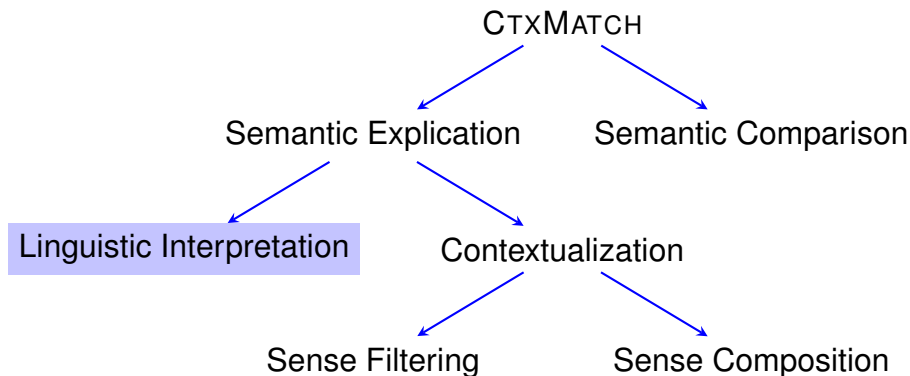 CTXMATCH
Semantic Explication Semantic Comparison
Linguistic Interpretation Contextualization
Sense Filtering Sense Composition